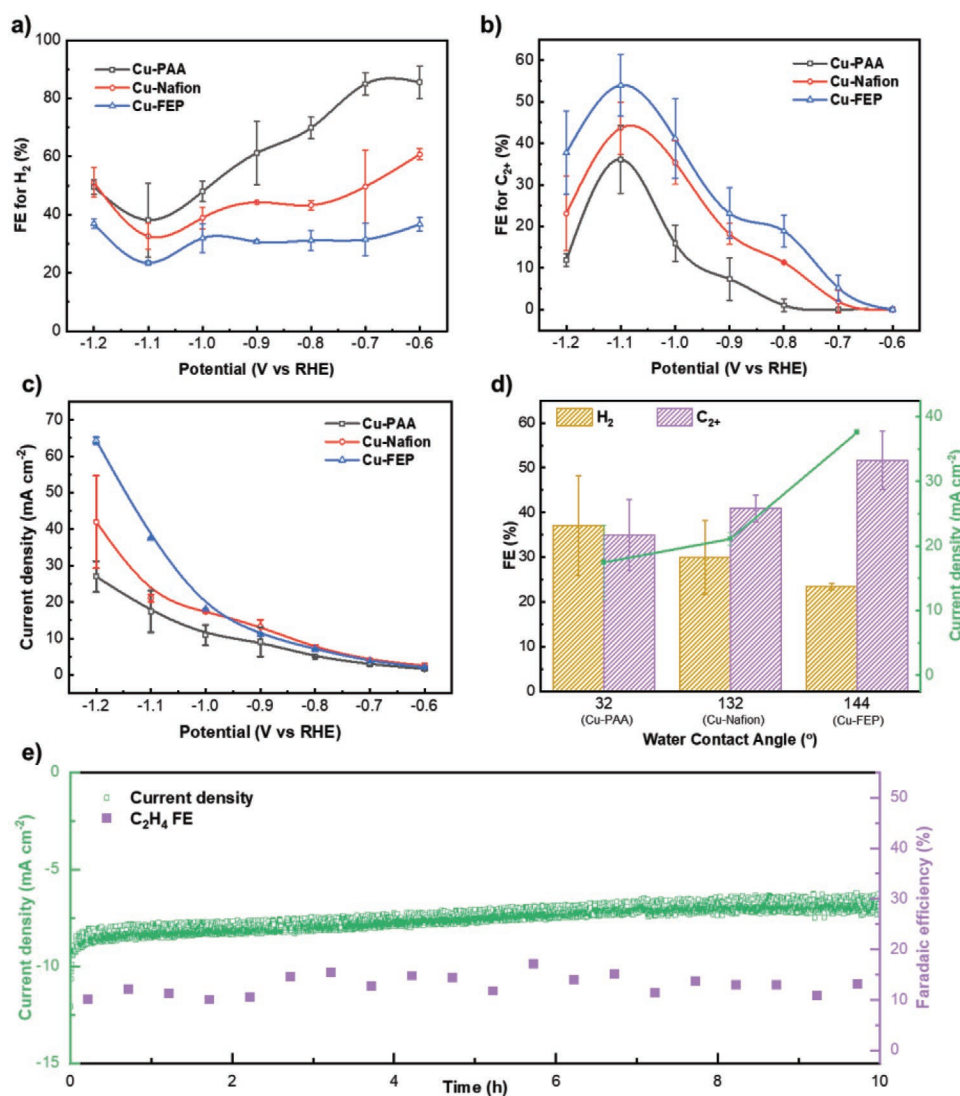 a)
100
80
60
40
20
0
FE for H₂ (%)
Cu-PAA
Cu-Nafion
Cu-FEP
-1.2 -1.1 -1.0 -0.9 -0.8 -0.7 -0.6
Potential (V vs RHE)
b)
60
50
40
30
20
10
0
FE for C₂₊ (%)
Cu-PAA
Cu-Nafion
Cu-FEP
-1.2 -1.1 -1.0 -0.9 -0.8 -0.7 -0.6
Potential (V vs RHE)
c)
70
60
50
40
30
20
10
0
Current density (mA cm⁻²)
Cu-PAA
Cu-Nafion
Cu-FEP
-1.2 -1.1 -1.0 -0.9 -0.8 -0.7 -0.6
Potential (V vs RHE)
d)
60
50
40
30
20
10
0
FE (%)
H₂ C₂₊
40
30
20
10
0
Current density (mA cm⁻²)
32 132 144
(Cu-PAA) (Cu-Nafion) (Cu-FEP)
Water Contact Angle (º)
e)
0
-5
-10
-15
Current density (mA cm⁻²)
Current density
C₂H₄ FE
50
40
30
20
10
0
Faradaic efficiency (%)
0 2 4 6 8 10
Time (h)